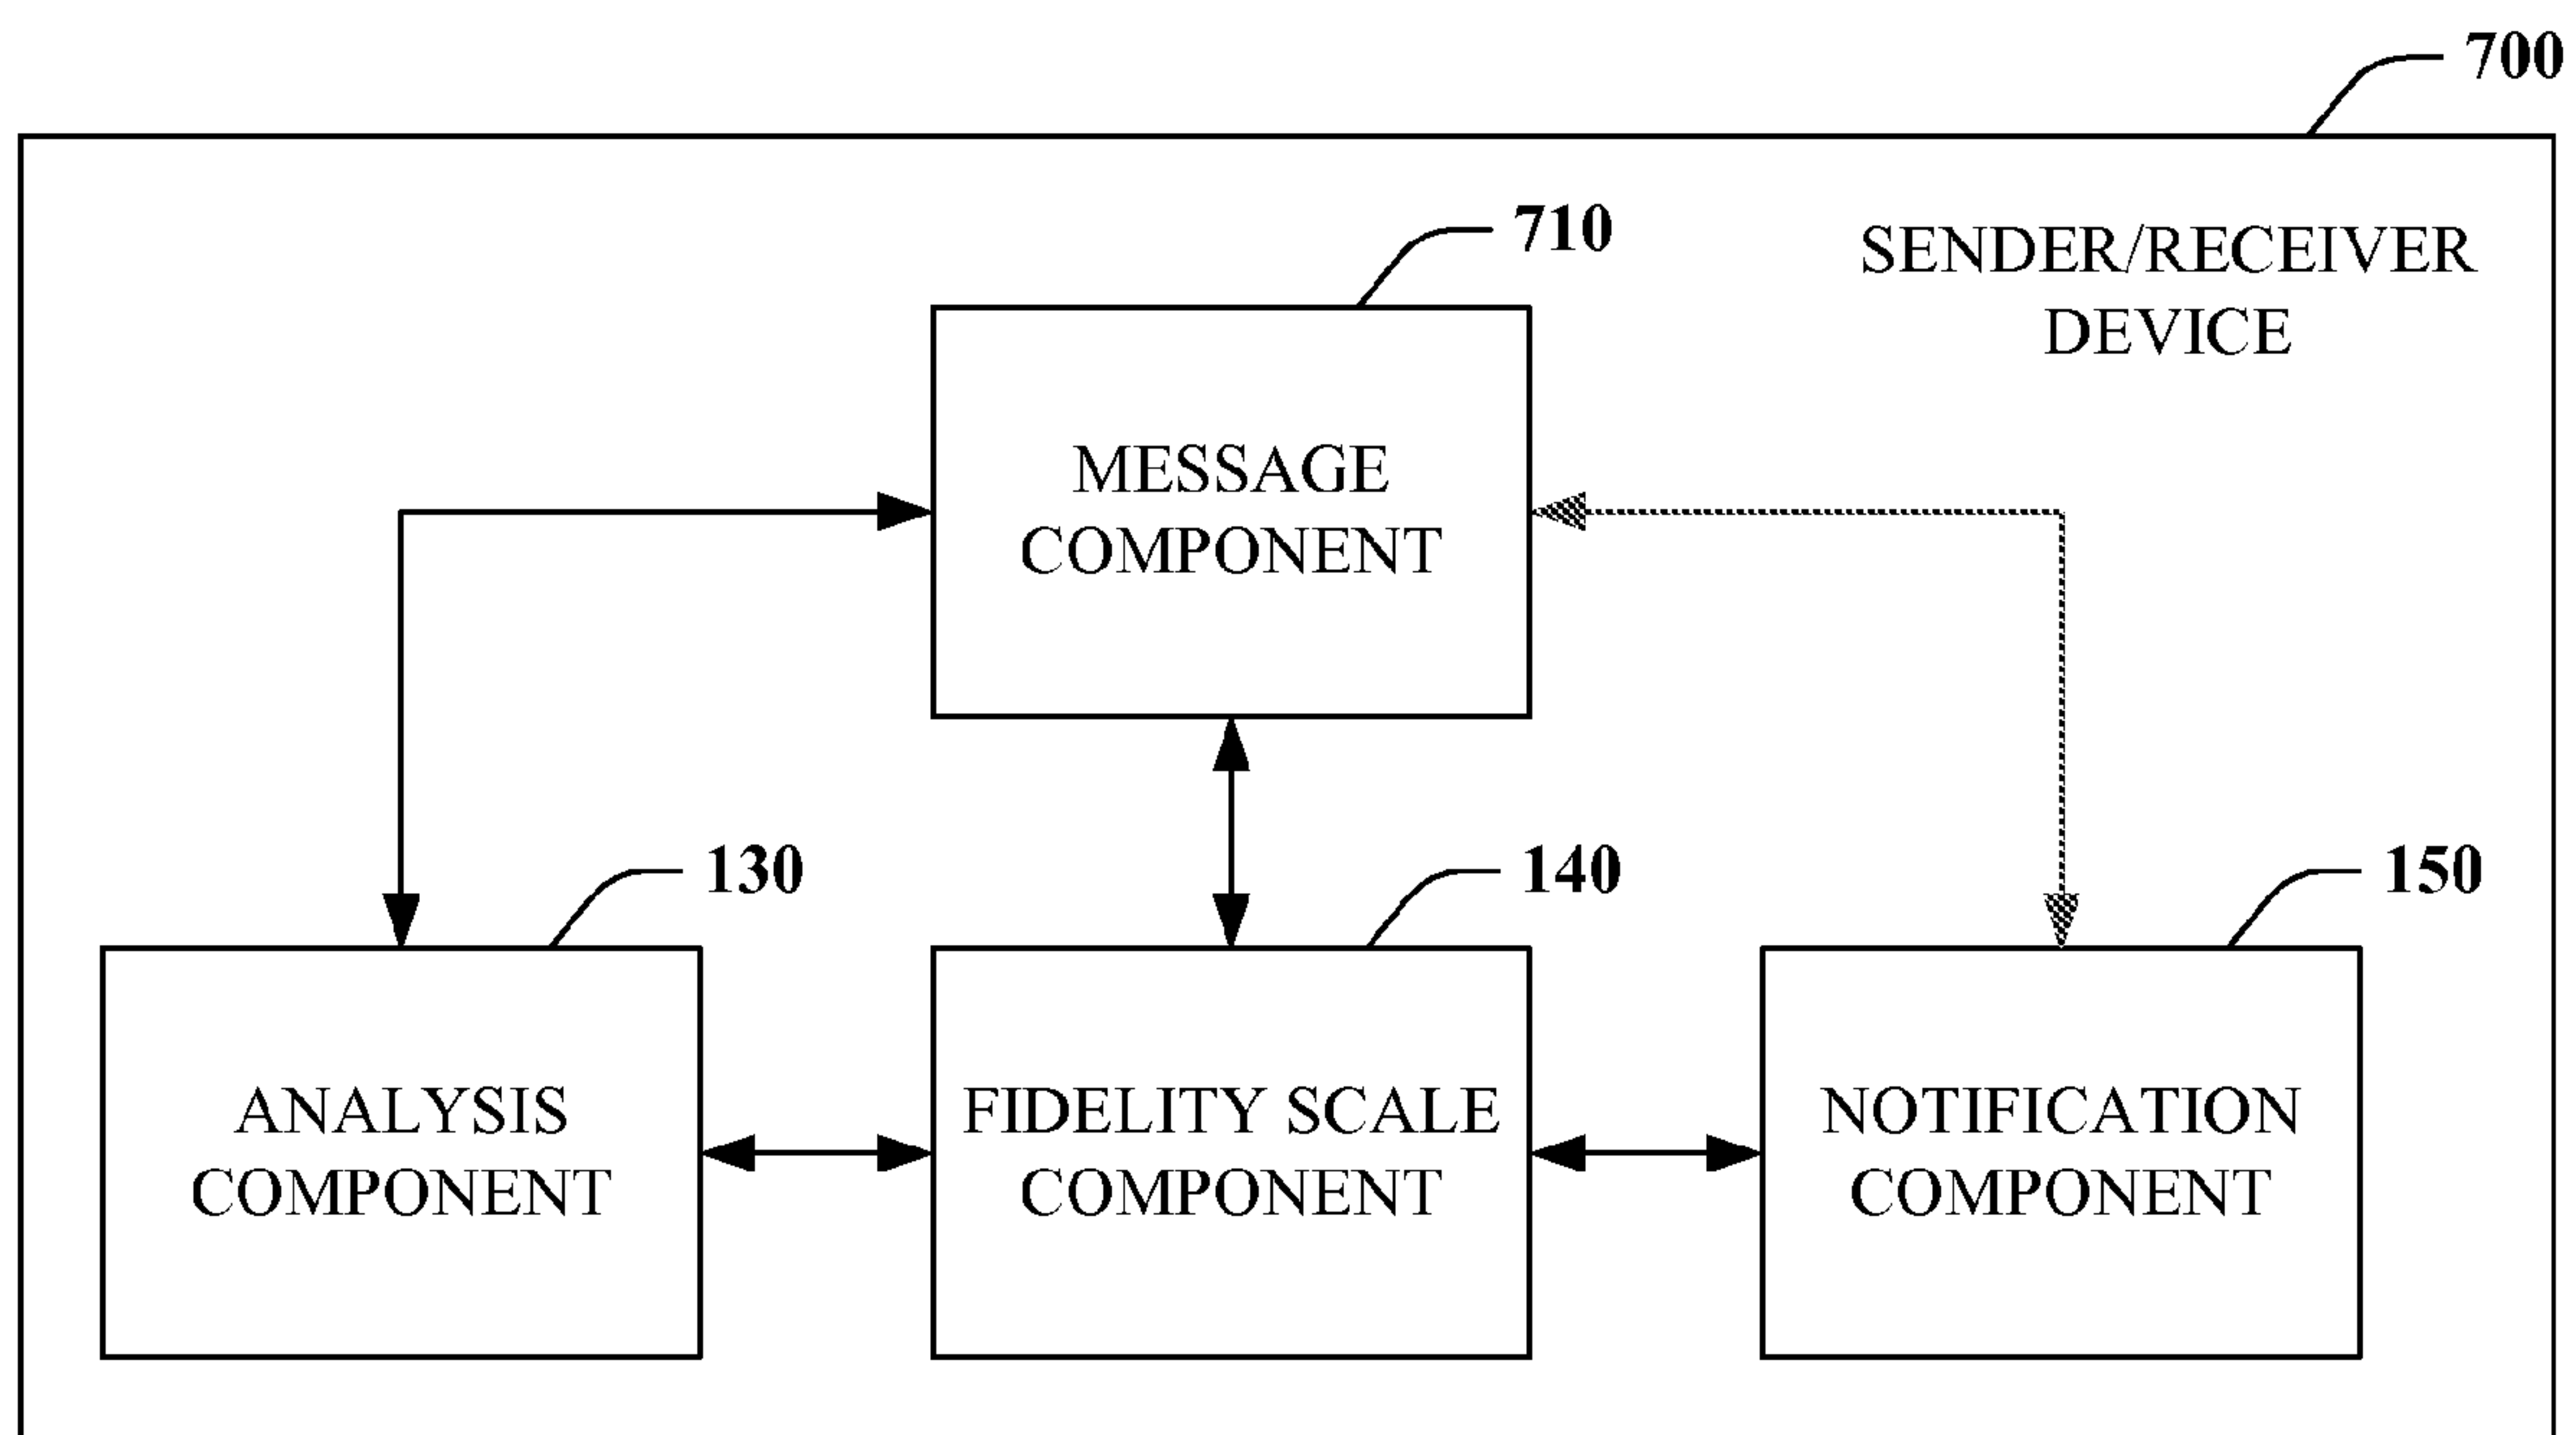 700
710
SENDER/RECEIVER
DEVICE
MESSAGE
COMPONENT
130
140
150
ANALYSIS
COMPONENT
FIDELITY SCALE
COMPONENT
NOTIFICATION
COMPONENT